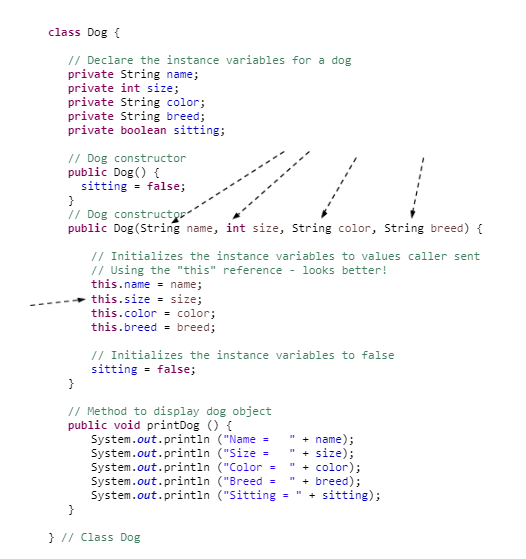 class Dog {
// Declare the instance variables for a dog
private String name;
private int size;
private String color;
private String breed;
private boolean sitting;
// Dog constructor
public Dog() {
sitting = false;
}
// Dog constructor
public Dog(String name, int size, String color, String breed) {
// Initializes the instance variables to values caller sent
// Using the "this" reference - looks better!
this.name = name;
this.size = size;
this.color = color;
this.breed = breed;
// Initializes the instance variables to false
sitting = false;
}
// Method to display dog object
public void printDog () {
System.out.println ("Name =   " + name);
System.out.println ("Size =   " + size);
System.out.println ("Color =  " + color);
System.out.println ("Breed =  " + breed);
System.out.println ("Sitting = " + sitting);
}
} // Class Dog